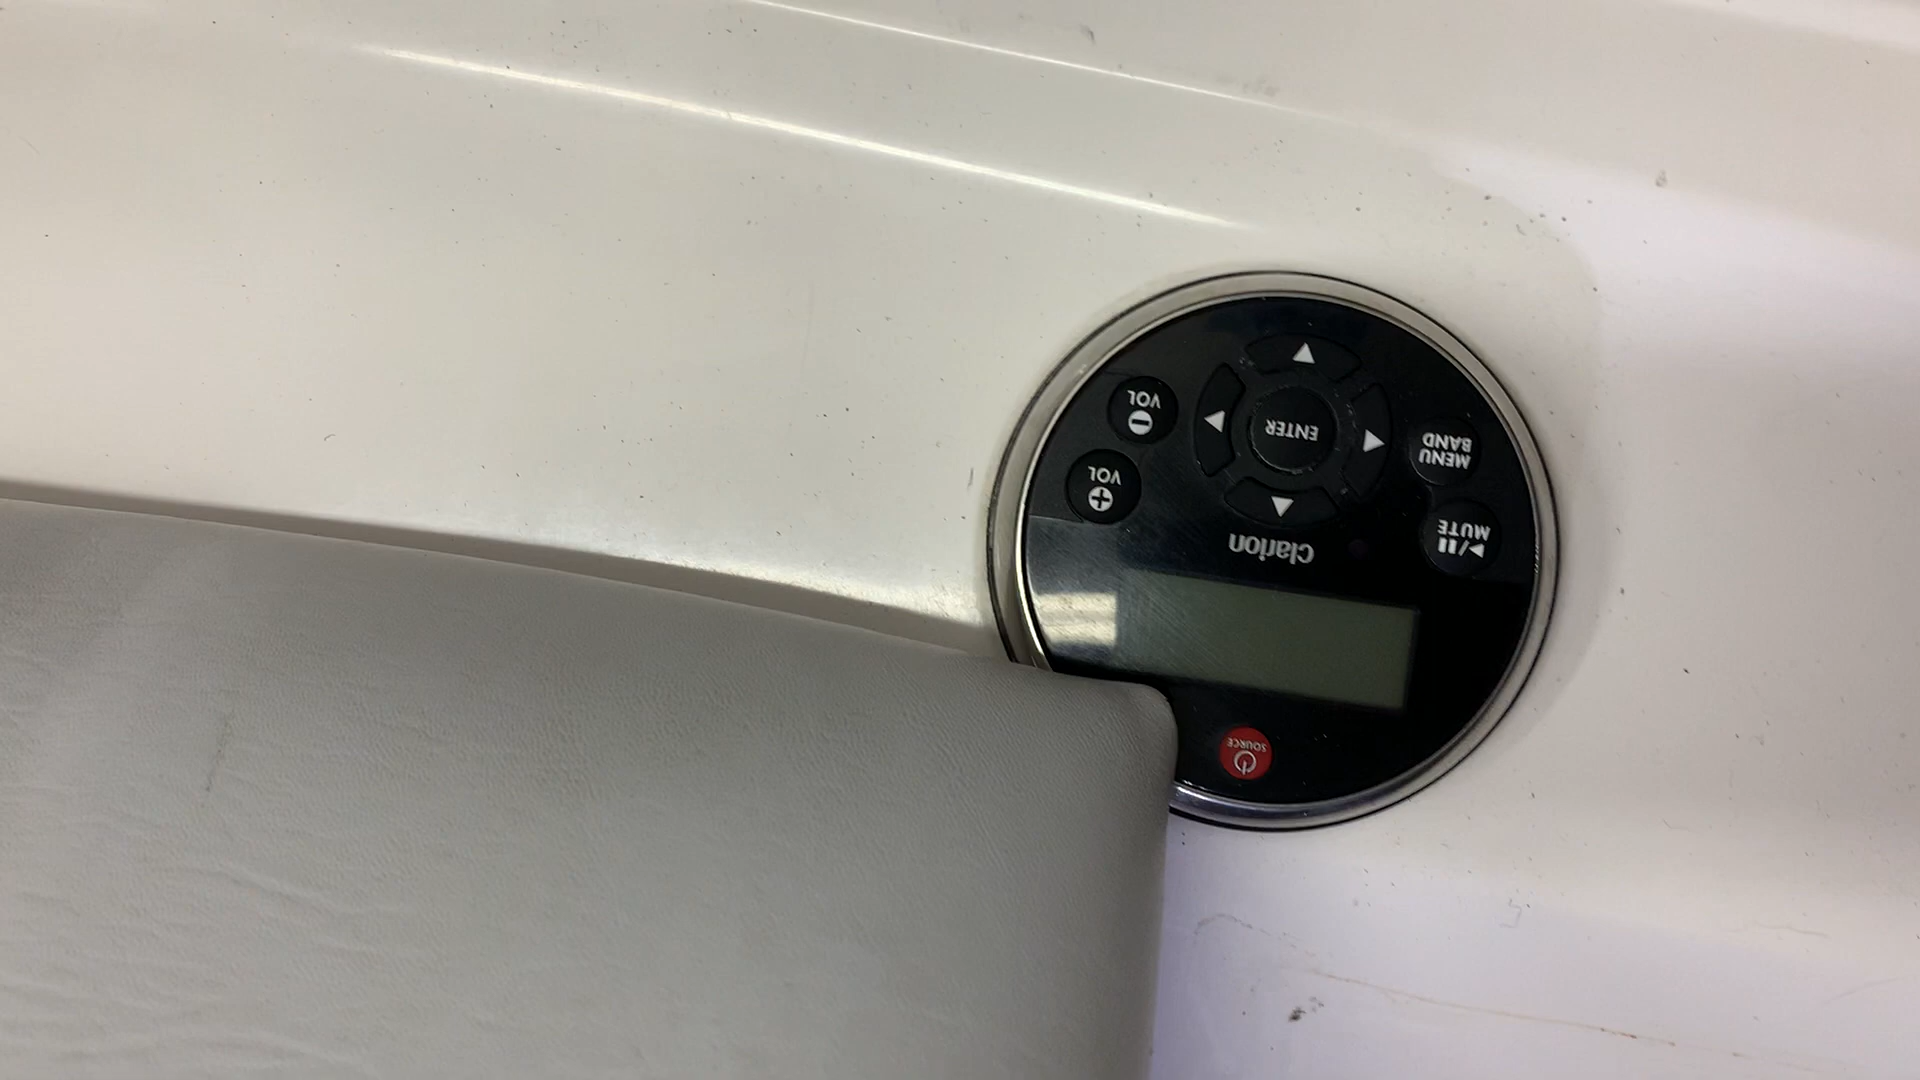 SOURCE
Clarion
MUTE
MENU
BAND
ENTER
VOL
VOL